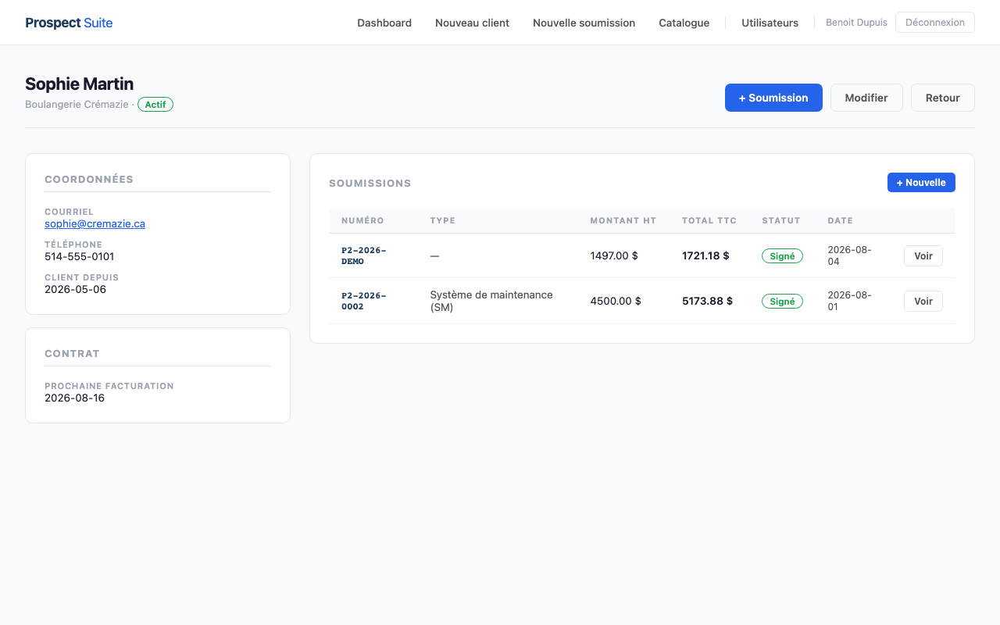 Prospect Suite
Dashboard
Nouveau client
Nouvelle soumission
Catalogue
Utilisateurs
Benoit Dupuis
Déconnexion
Sophie Martin
Boulangerie Crémazie · Actif
+ Soumission
Modifier
Retour
COORDONNÉES
COURRIEL
sophie@cremazie.ca
TÉLÉPHONE
514-555-0101
CLIENT DEPUIS
2026-05-06
CONTRAT
PROCHAINE FACTURATION
2026-08-16
SOUMISSIONS
+ Nouvelle
NUMÉRO TYPE MONTANT HT TOTAL TTC STATUT DATE
P2-2026-
DEMO
—
1497.00 $
1721.18 $
Signé
2026-08-
04
Voir
P2-2026-
0002
Système de maintenance
(SM)
4500.00 $
5173.88 $
Signé
2026-08-
01
Voir